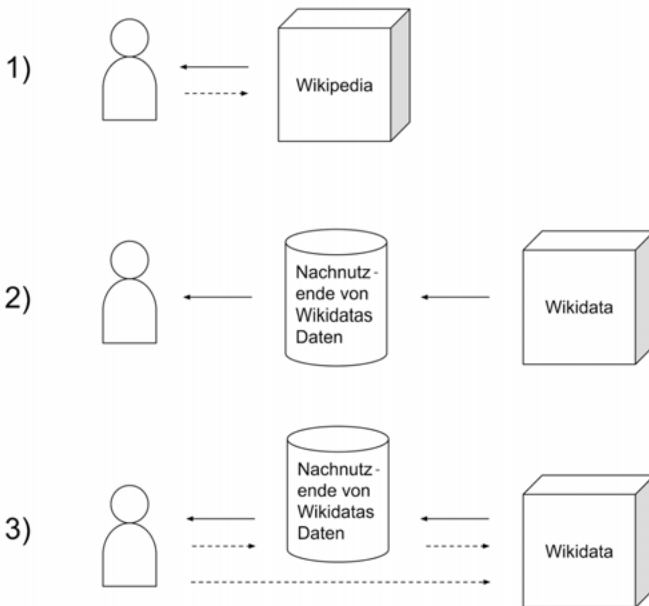 1)
Wikipedia
2)
Nachnutz-
ende von
Wikidatas
Daten
Wikidata
3)
Nachnutz-
ende von
Wikidatas
Daten
Wikidata